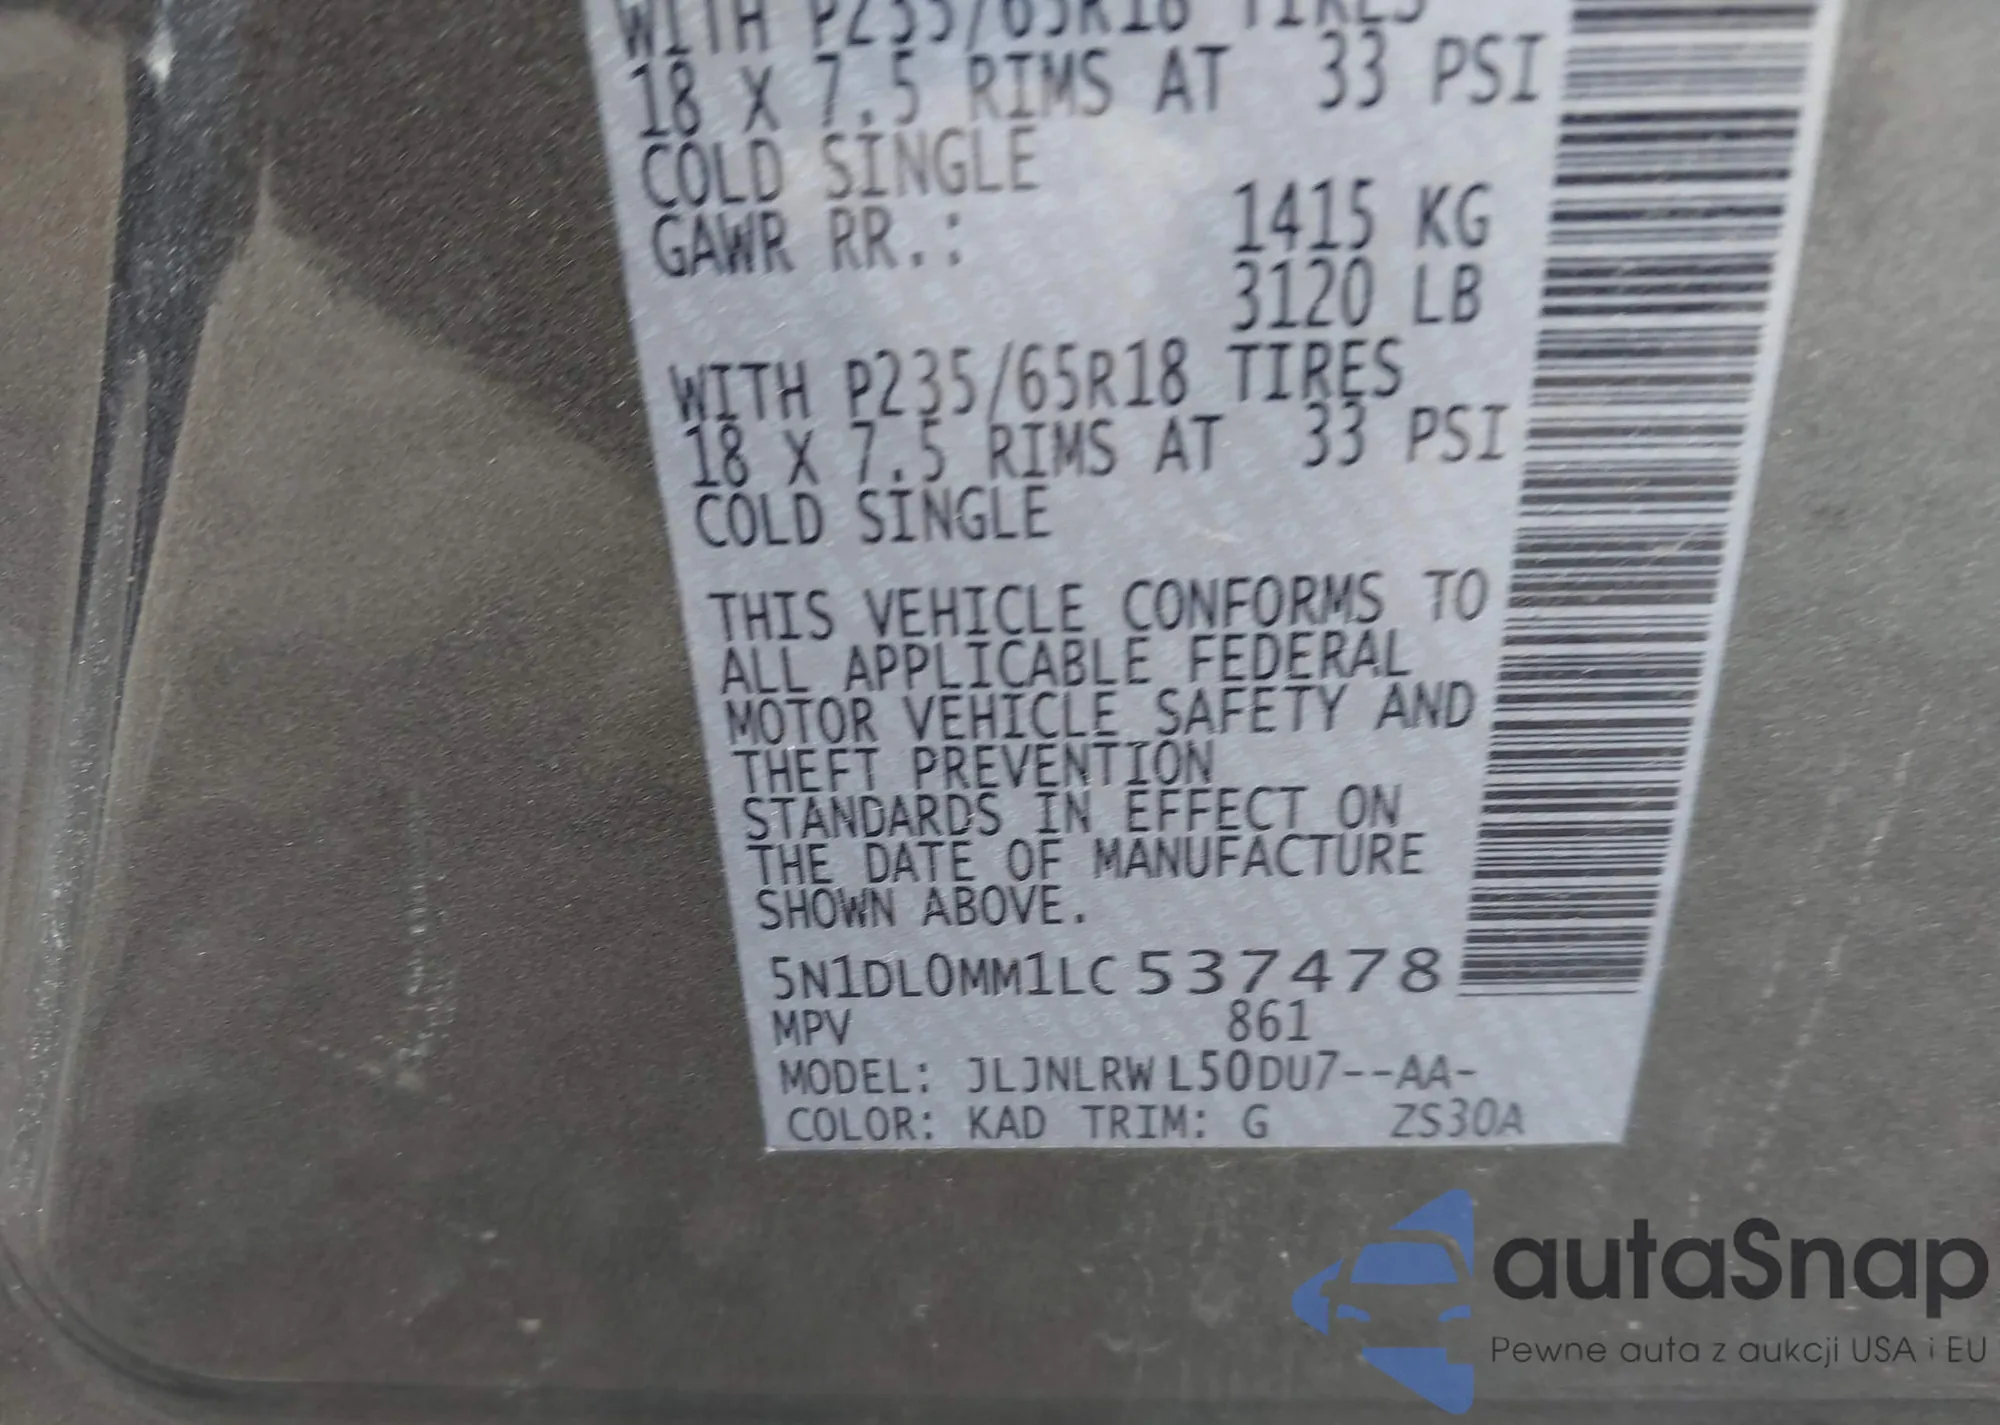 WITH P235/65R18 TIRES
18 X 7.5 RIMS AT 33 PSI
COLD SINGLE
GAWR RR.: 1415 KG
3120 LB
WITH P235/65R18 TIRES
18 X 7.5 RIMS AT 33 PSI
COLD SINGLE
THIS VEHICLE CONFORMS TO
ALL APPLICABLE FEDERAL
MOTOR VEHICLE SAFETY AND
THEFT PREVENTION
STANDARDS IN EFFECT ON
THE DATE OF MANUFACTURE
SHOWN ABOVE.
5N1DL0MM1LC537478
MPV 861
MODEL: JLJNLRWL50DU7--AA-
COLOR: KAD TRIM: G ZS30A
autaSnap
Pewne auta z aukcji USA i EU